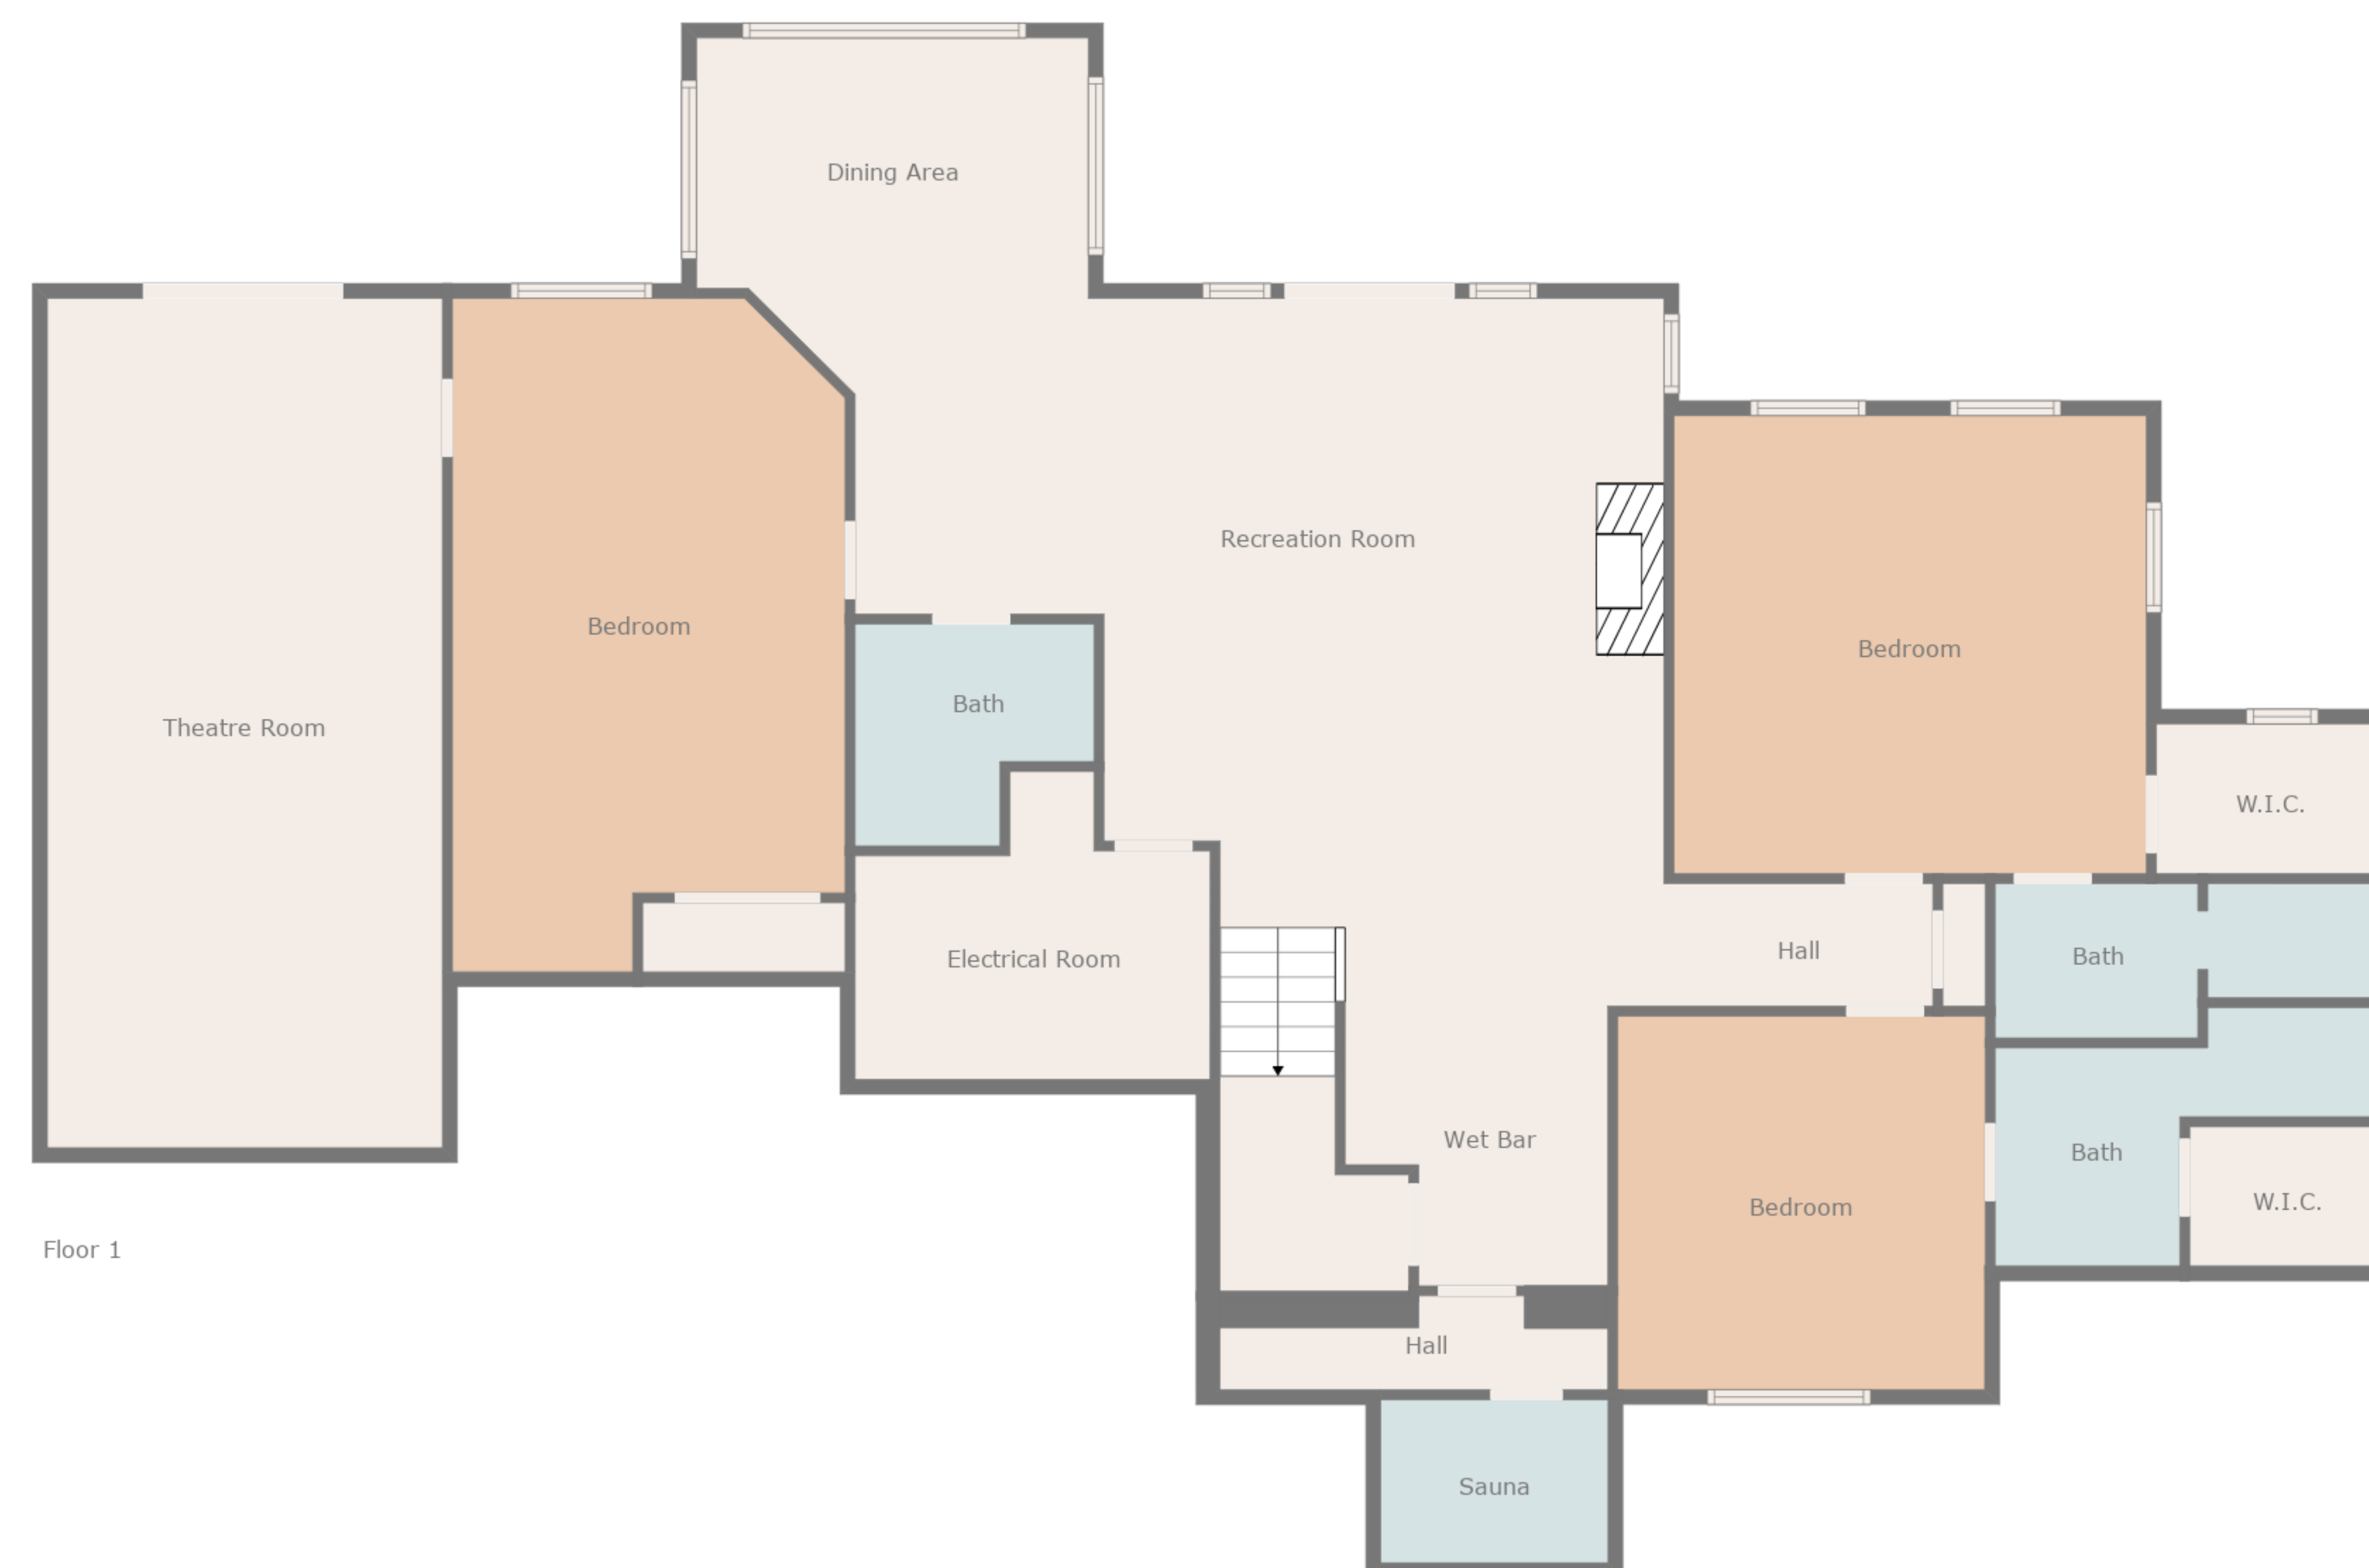 Dining Area
Recreation Room
Bedroom
Bedroom
Bath
Theatre Room
W.I.C.
Electrical Room
Hall
Bath
Wet Bar
Bath
Bedroom
W.I.C.
Floor 1
Hall
Sauna